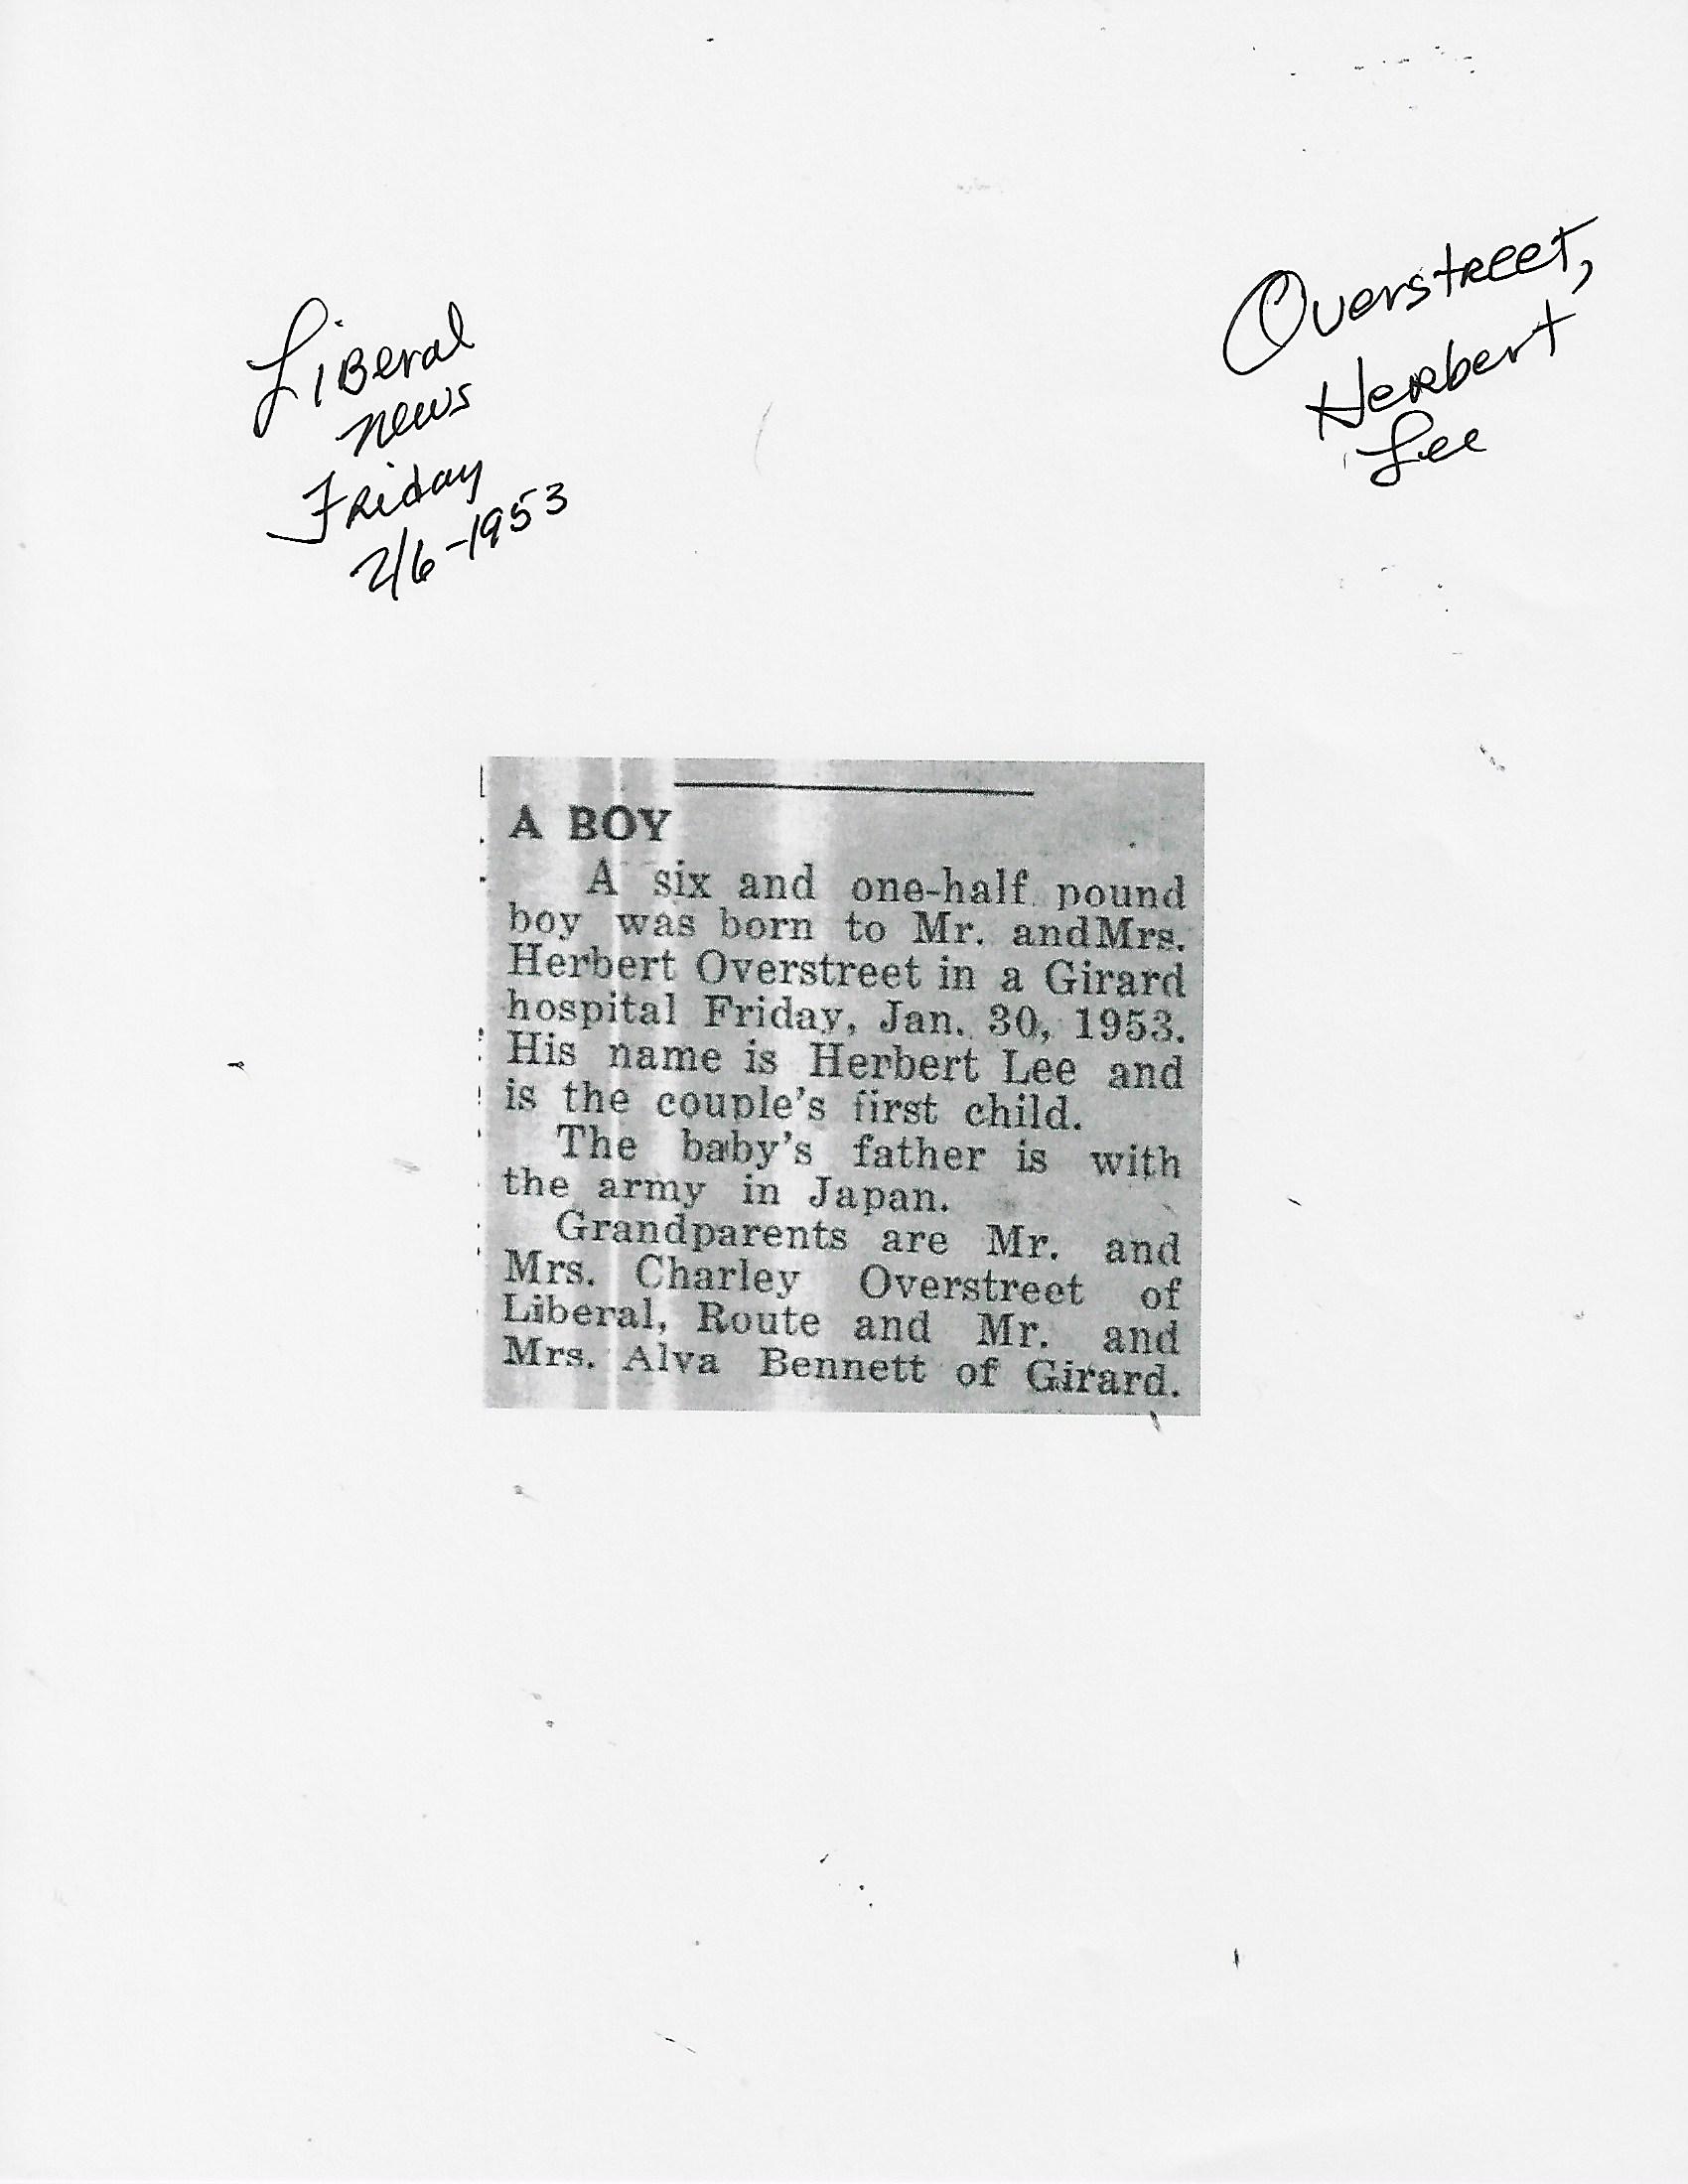 Liberal
news
Friday
2/6-1953
Overstreet,
Herbert
Lee
A BOY
A six and one-half pound
boy was born to Mr. andMrs.
Herbert Overstreet in a Girard
hospital Friday, Jan. 30, 1953.
His name is Herbert Lee and
is the couple's first child.
The baby's father is with
the army in Japan.
Grandparents are Mr. and
Mrs. Charley Overstreet of
Liberal, Route and Mr. and
Mrs. Alva Bennett of Girard.